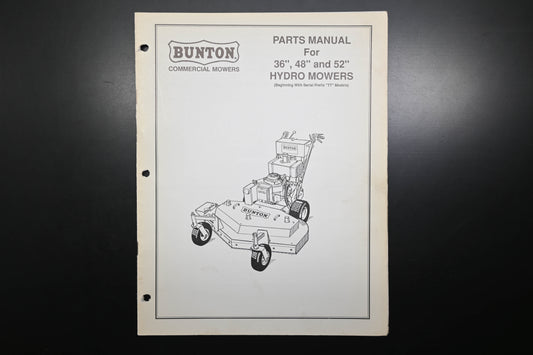 BUNTON
COMMERCIAL MOWERS
PARTS MANUAL
For
36", 48" and 52"
HYDRO MOWERS
(Beginning With Serial Prefix "TT" Models)
BUNTON
BUNTON